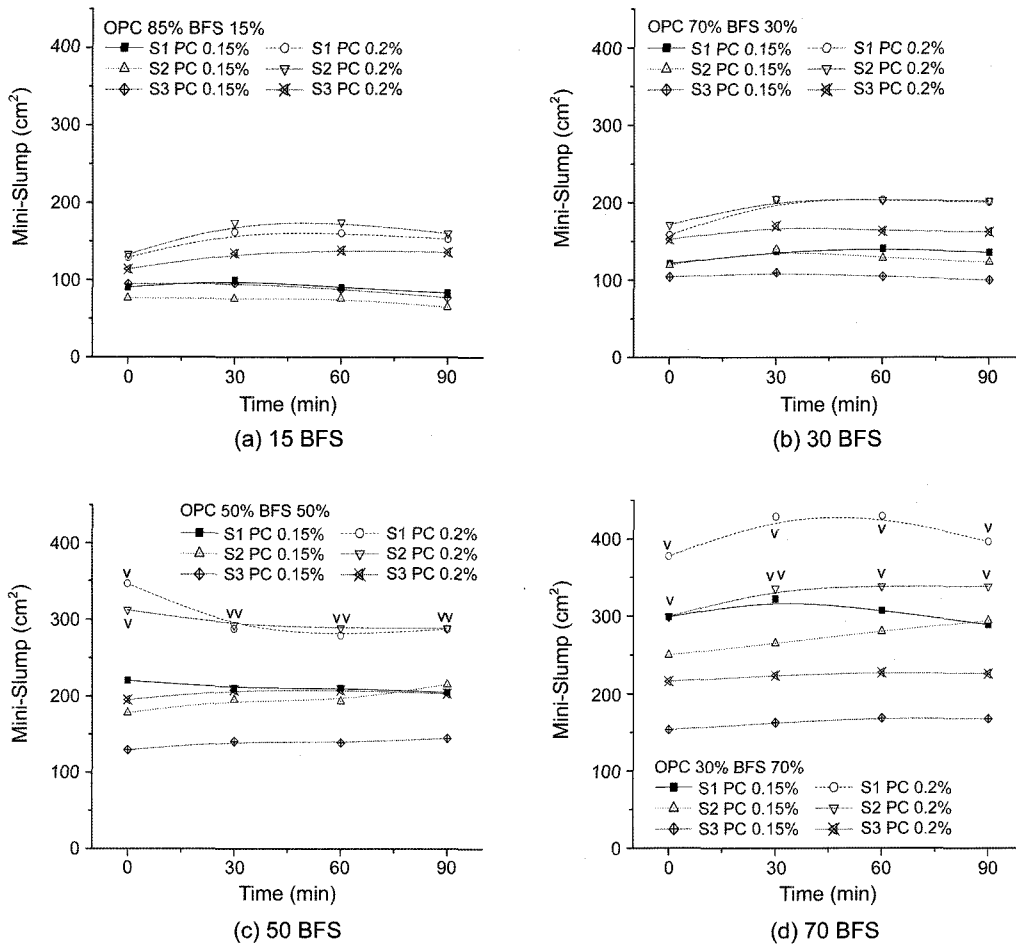 OPC 85% BFS 15%
S1 PC 0.15% S1 PC 0.2%
S2 PC 0.15% S2 PC 0.2%
S3 PC 0.15% S3 PC 0.2%
400
300
200
100
0
Mini-Slump (cm²)
0 30 60 90
Time (min)
(a) 15 BFS
OPC 70% BFS 30%
S1 PC 0.15% S1 PC 0.2%
S2 PC 0.15% S2 PC 0.2%
S3 PC 0.15% S3 PC 0.2%
400
300
200
100
0
Mini-Slump (cm²)
0 30 60 90
Time (min)
(b) 30 BFS
OPC 50% BFS 50%
S1 PC 0.15% S1 PC 0.2%
S2 PC 0.15% S2 PC 0.2%
S3 PC 0.15% S3 PC 0.2%
400
300
200
100
0
Mini-Slump (cm²)
v
v
v v
v v
v v
0 30 60 90
Time (min)
(c) 50 BFS
400
300
200
100
0
Mini-Slump (cm²)
v v v v
v v v v v
OPC 30% BFS 70%
S1 PC 0.15% S1 PC 0.2%
S2 PC 0.15% S2 PC 0.2%
S3 PC 0.15% S3 PC 0.2%
0 30 60 90
Time (min)
(d) 70 BFS